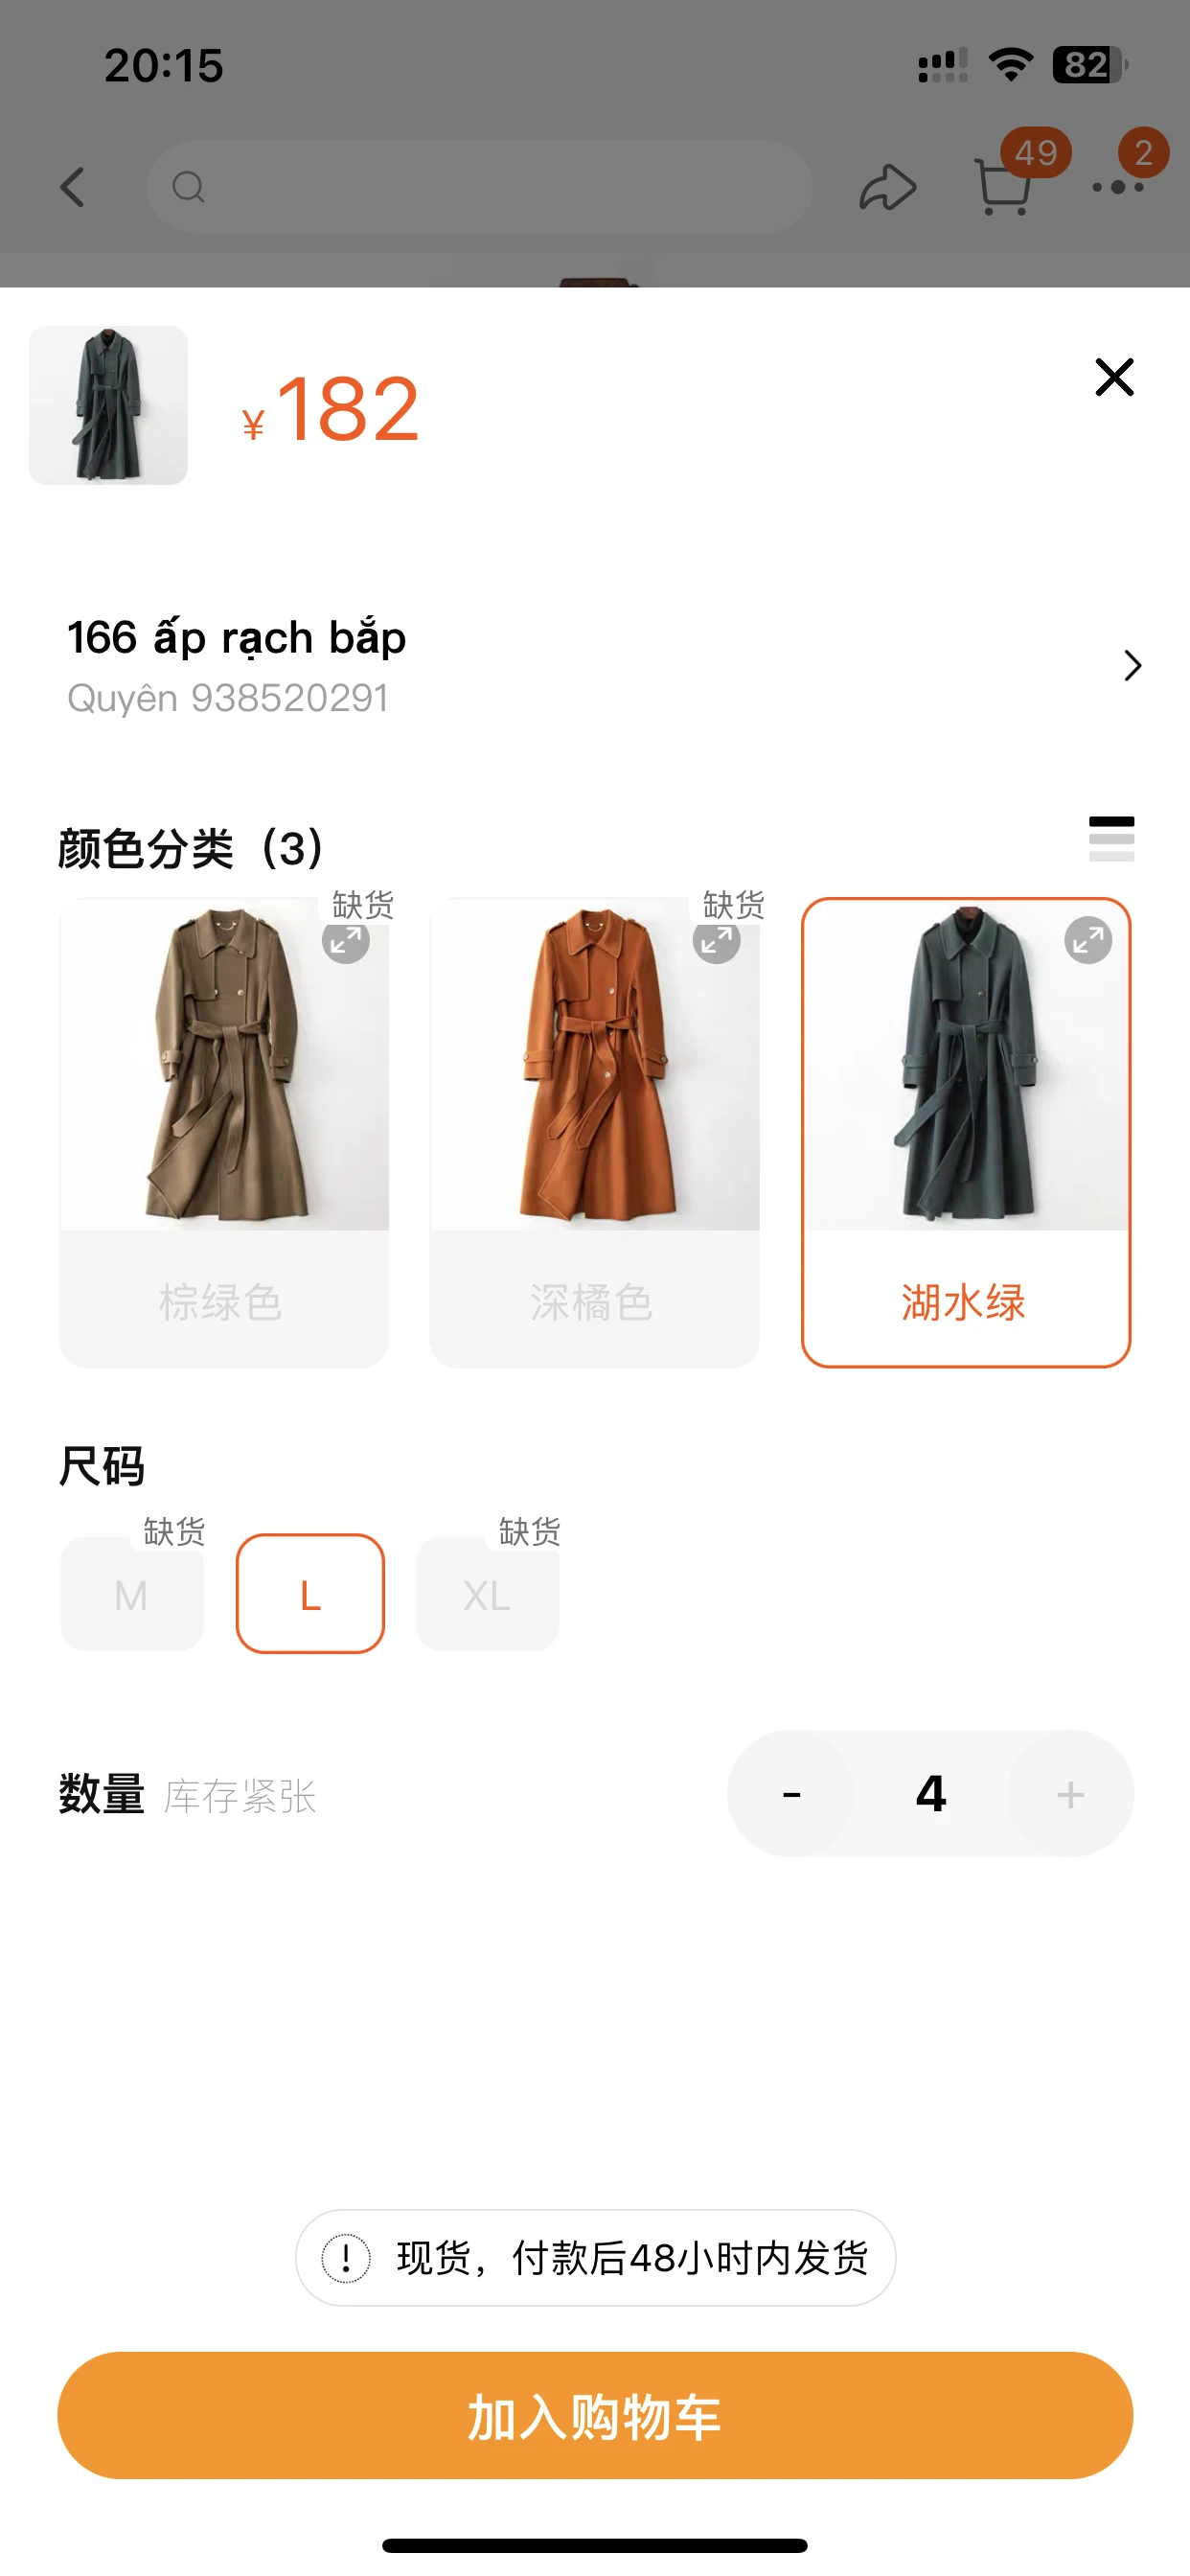 20:15
82
49
2
¥182
166 ấp rạch bắp
Quyên 938520291
颜色分类（3）
缺货
缺货
棕绿色
深橘色
湖水绿
尺码
缺货
缺货
M
L
XL
数量 库存紧张
- 4 +
现货，付款后48小时内发货
加入购物车